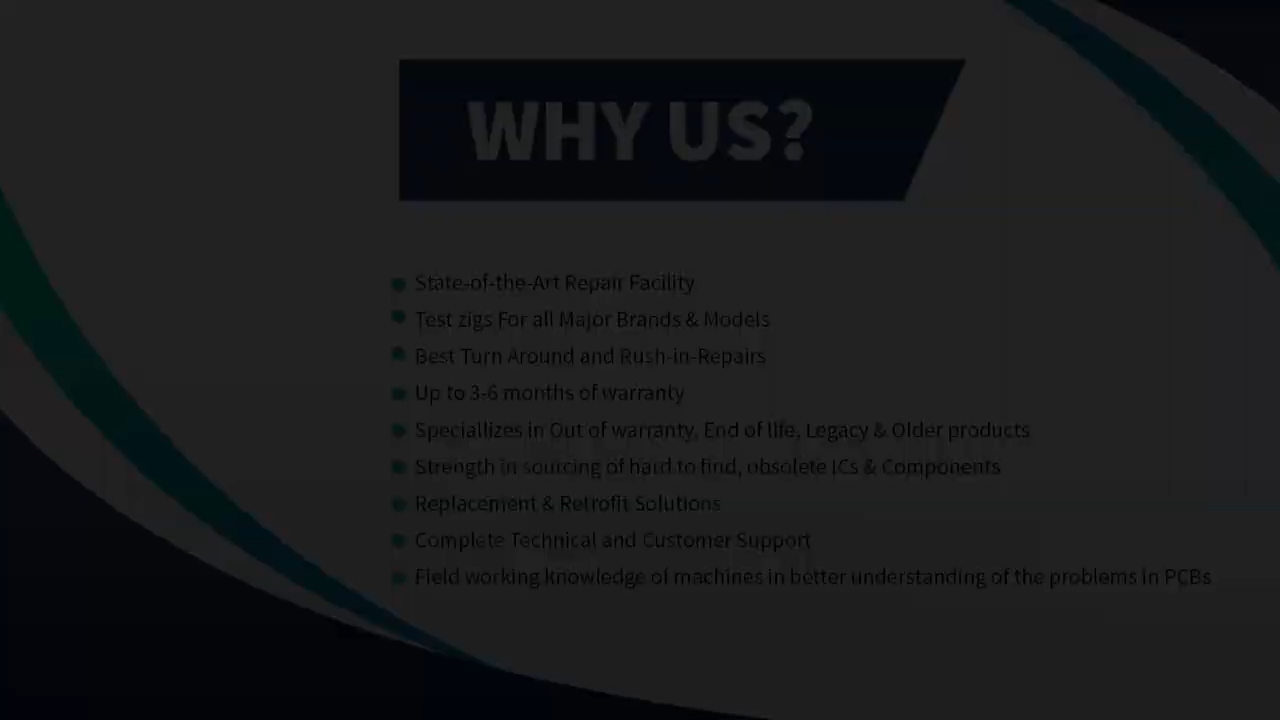 WHY US?
State-of-the-Art Repair Facility
Test zigs For all Major Brands & Models
Best Turn Around and Rush-in-Repairs
Up to 3-6 months of warranty
Speciallizes in Out of warranty, End of life, Legacy & Older products
Strength in sourcing of hard to find, obsolete ICs & Components
Replacement & Retrofit Solutions
Complete Technical and Customer Support
Field working knowledge of machines in better understanding of the problems in PCBs